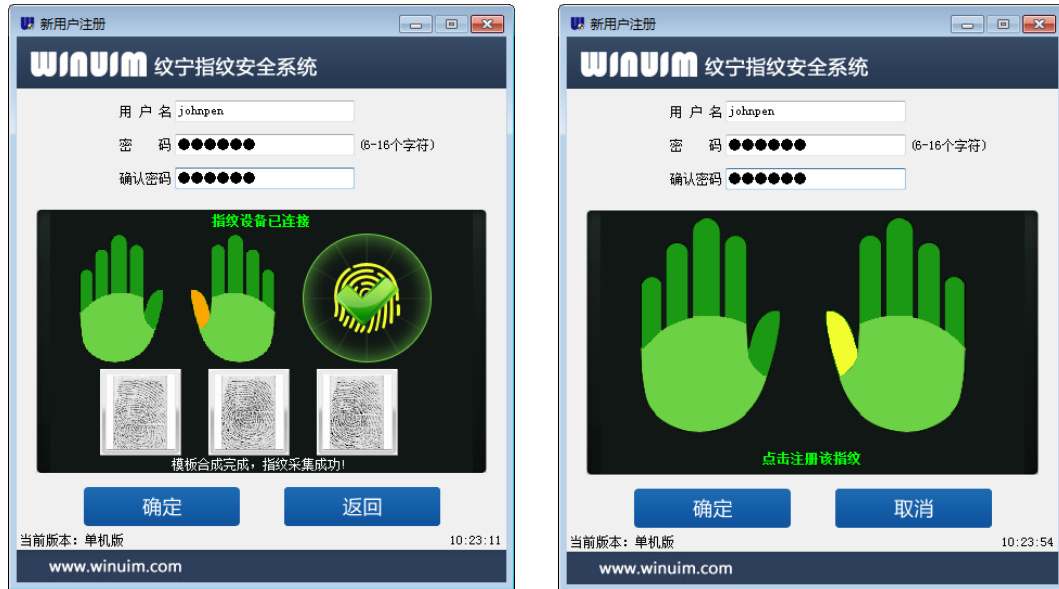 新用户注册
WINUIM 纹宁指纹安全系统
用 户 名 johnpen
密 码 ●●●●●● (6-16个字符)
确认密码 ●●●●●●
指纹设备已连接
模板合成完成，指纹采集成功!
确定 返回
当前版本: 单机版 10:23:11
www.winuim.com
新用户注册
WINUIM 纹宁指纹安全系统
用 户 名 johnpen
密 码 ●●●●●● (6-16个字符)
确认密码 ●●●●●●
点击注册该指纹
确定 取消
当前版本: 单机版 10:23:54
www.winuim.com